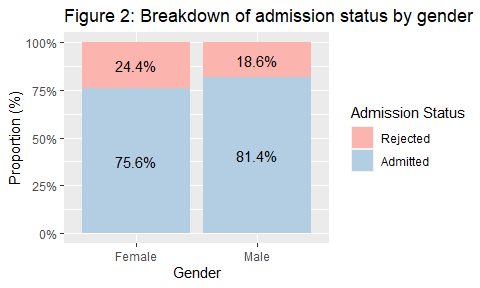 Figure 2: Breakdown of admission status by gender
100%
75%
50%
25%
0%
Proportion (%)
24.4%
18.6%
75.6%
81.4%
Female
Male
Gender
Admission Status
Rejected
Admitted